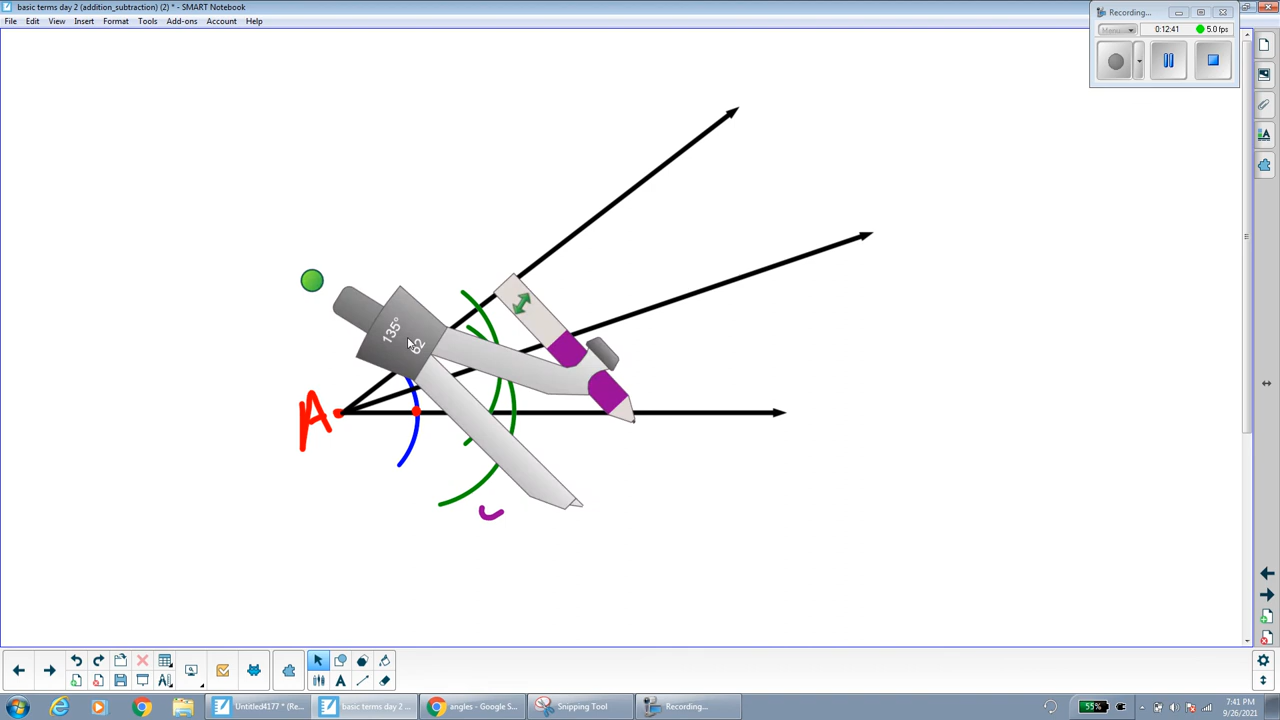 basic terms day 2 (addition_subtraction) (2) * - SMART Notebook
File Edit View Insert Format Tools Add-ons Account Help
Recording...
Menu 0:12:41 5.0 fps
135°
62
A
A
Untitled4177 * (Re... basic terms day 2 ... angles - Google S... Snipping Tool Recording...
55% 7:41 PM
9/26/2021